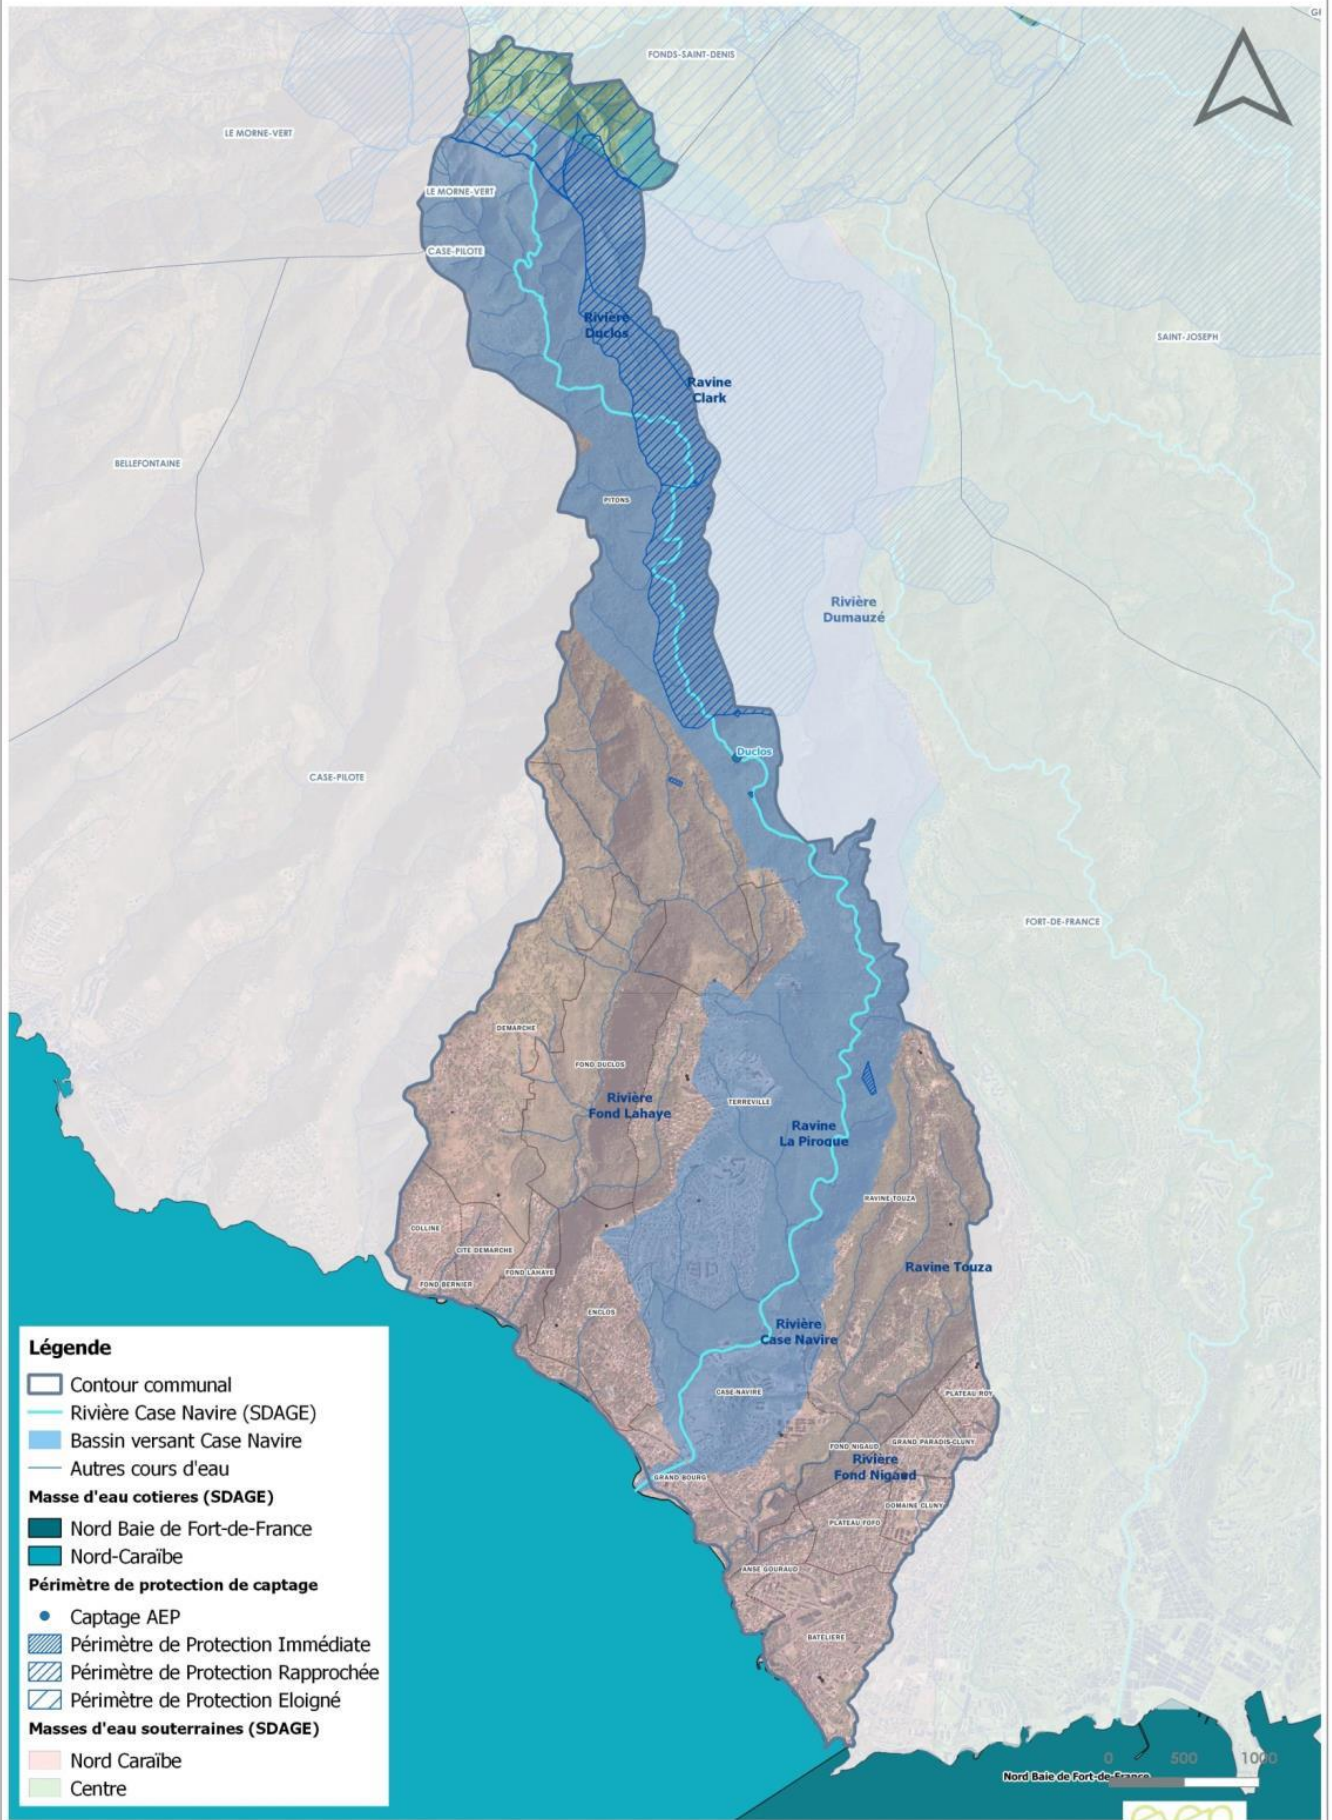 FONDS-SAINT-DENIS
LE MORNE-VERT
LE MORNE-VERT
CASE-PILOTE
Rivière
Duclos
SAINT-JOSEPH
Ravine
Clark
BELLEFONTAINE
PITONS
Rivière
Dumauzé
Duclos
CASE-PILOTE
FORT-DE-FRANCE
DEMARCHE
FOND DUCLOS
Rivière
Fond Lahaye
TERREVILLE
Ravine
La Pirogue
RAVINE TOUZA
COLLINE
CITE DEMARCHE
Ravine Touza
FOND LAHAYE
FOND BERNIER
ENCLOS
Rivière
Case Navire
CASE-NAVIRE
PLATEAU ROY
FOND NIGAUD
GRAND PARADIS-CLUNY
Rivière
Fond Nigaud
GRAND BOURG
DOMAINE CLUNY
PLATEAU FOFO
ANSE GOURAUD
BATELIERE
Légende
Contour communal
Rivière Case Navire (SDAGE)
Bassin versant Case Navire
Autres cours d'eau
Masse d'eau cotieres (SDAGE)
Nord Baie de Fort-de-France
Nord-Caraïbe
Périmètre de protection de captage
Captage AEP
Périmètre de Protection Immédiate
Périmètre de Protection Rapprochée
Périmètre de Protection Eloigné
Masses d'eau souterraines (SDAGE)
Nord Caraïbe
Centre
0 500 1000
Nord Baie de Fort-de-France
even